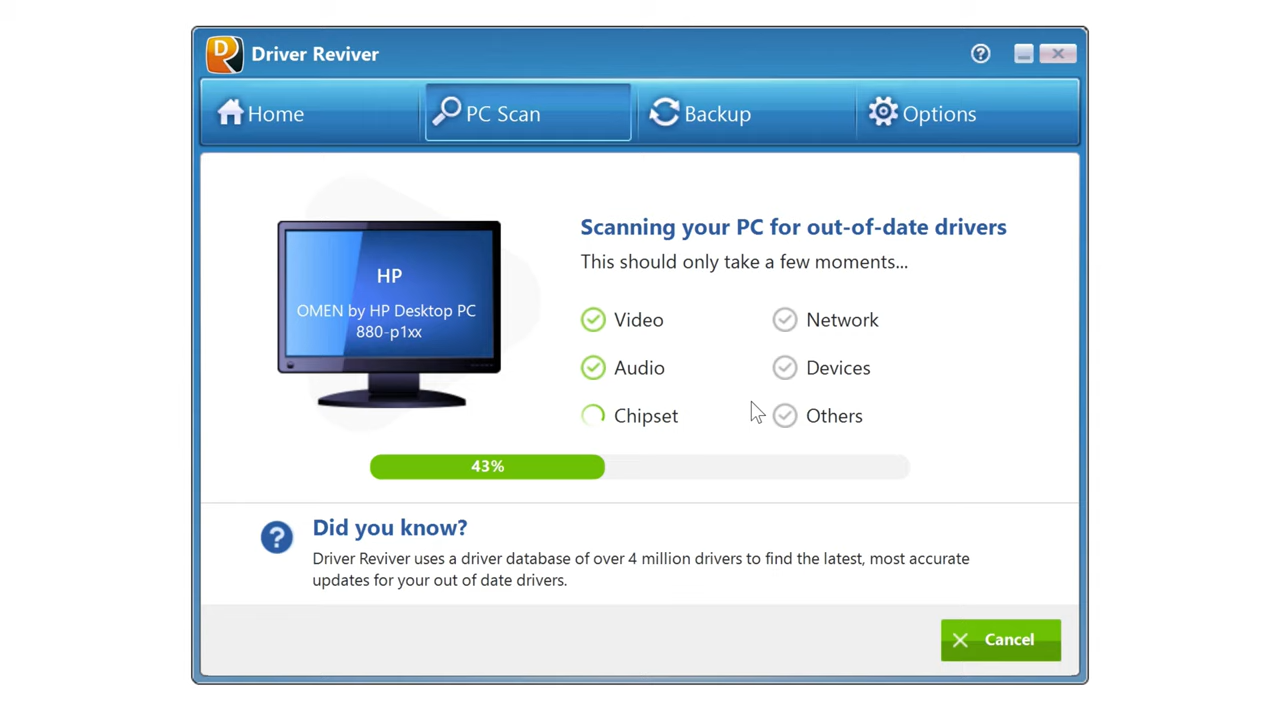 Driver Reviver
Home
PC Scan
Backup
Options
HP
OMEN by HP Desktop PC
880-p1xx
Scanning your PC for out-of-date drivers
This should only take a few moments...
Video
Network
Audio
Devices
Chipset
Others
43%
Did you know?
Driver Reviver uses a driver database of over 4 million drivers to find the latest, most accurate
updates for your out of date drivers.
Cancel